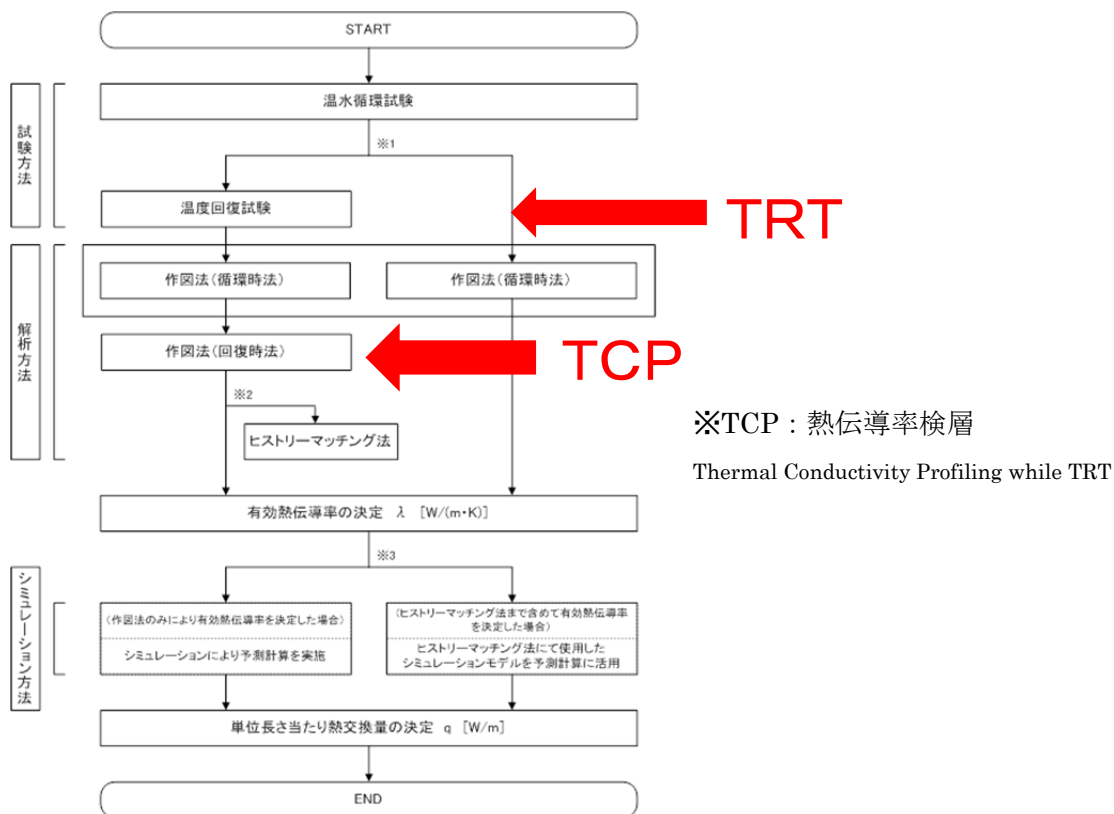 START
温水循環試験
※1
試験方法
温度回復試験
TRT
作図法(循環時法)
作図法(循環時法)
解析方法
作図法(回復時法)
TCP
※2
ヒストリーマッチング法
※TCP：熱伝導率検層
Thermal Conductivity Profiling while TRT
有効熱伝導率の決定 λ [W/(m・K)]
※3
シミュレーション方法
(作図法のみにより有効熱伝導率を決定した場合)
シミュレーションにより予測計算を実施
(ヒストリーマッチング法まで含めて有効熱伝導率
を決定した場合)
ヒストリーマッチング法にて使用した
シミュレーションモデルを予測計算に活用
単位長さ当たり熱交換量の決定 q [W/m]
END